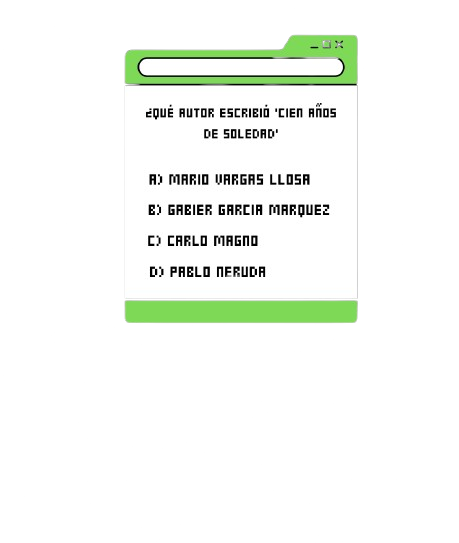 ¿QUÉ AUTOR ESCRIBIÓ 'CIEN AÑOS
DE SOLEDAD'
A) MARIO VARGAS LLOSA
B) GABIER GARCIA MARQUEZ
C) CARLO MAGNO
D) PABLO NERUDA